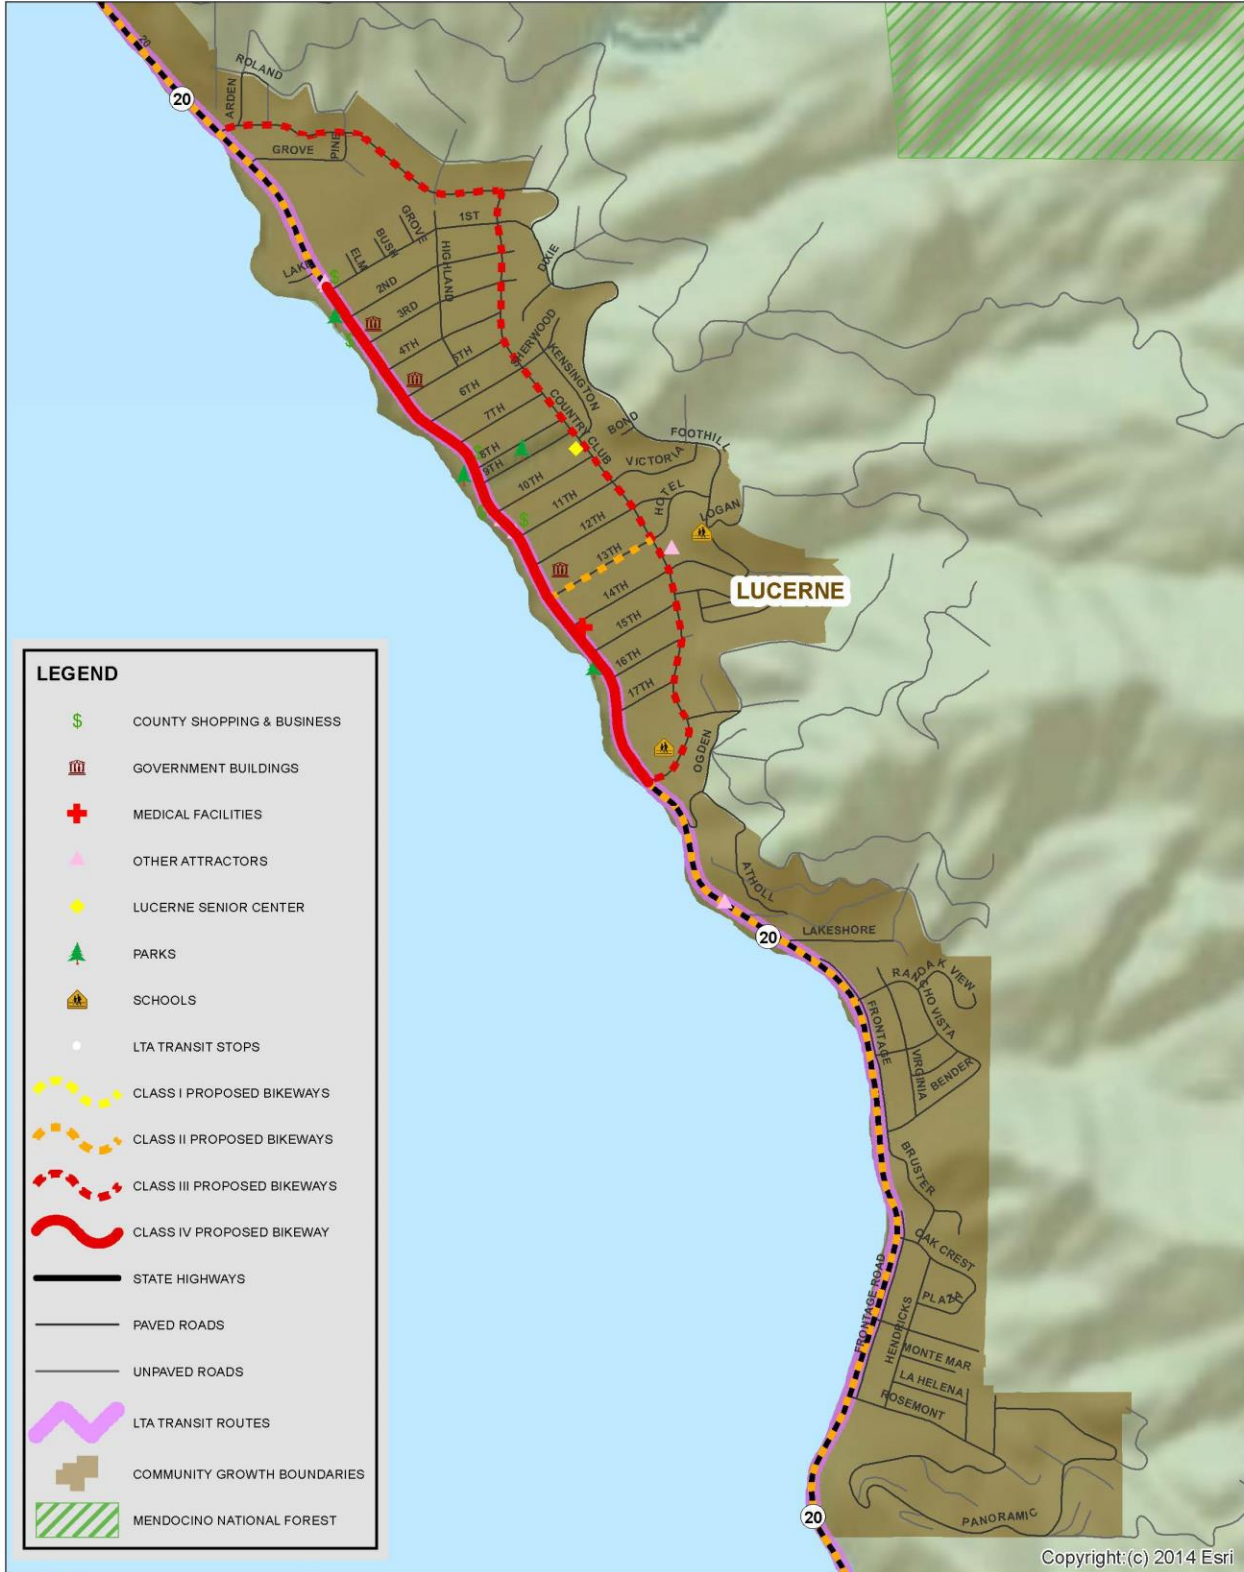 20
ROLAND
20
ARDEN
GROVE
PINE
GROVE
1ST
BUSH
ELM
LAKE
HIGHLAND
DIXIE
2ND
3RD
4TH
5TH
SHERWOOD
KENSINGTON
6TH
7TH
COUNTRY CLUB
BOND
FOOTHILL
8TH
9TH
VICTORIA
10TH
HOTEL
11TH
LOGAN
12TH
13TH
14TH
LUCERNE
15TH
16TH
17TH
OGDEN
ATHOLL
LAKESHORE
20
OAK VIEW
RANCHO VISTA
FRONTAGE
VIRGINIA
BENDER
BRUSTER
OAK CREST
FRONTAGE ROAD
HENDRICKS
PLAZA
MONTE MAR
LA HELENA
ROSEMONT
PANORAMIC
20
LEGEND
$ COUNTY SHOPPING & BUSINESS
GOVERNMENT BUILDINGS
MEDICAL FACILITIES
OTHER ATTRACTORS
LUCERNE SENIOR CENTER
PARKS
SCHOOLS
LTA TRANSIT STOPS
CLASS I PROPOSED BIKEWAYS
CLASS II PROPOSED BIKEWAYS
CLASS III PROPOSED BIKEWAYS
CLASS IV PROPOSED BIKEWAY
STATE HIGHWAYS
PAVED ROADS
UNPAVED ROADS
LTA TRANSIT ROUTES
COMMUNITY GROWTH BOUNDARIES
MENDOCINO NATIONAL FOREST
Copyright:(c) 2014 Esri